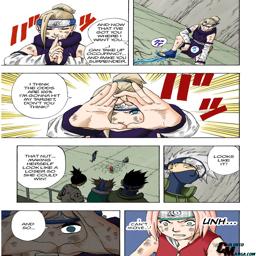 AND NOW
THAT I'VE
GOT YOU
WHERE I
WANT YOU...
I
CAN TAKE UP
OCCUPANCY...
AND MAKE YOU
SURRENDER.
I THINK
THE ODDS
ARE 100%
I'M GONNA HIT
MY TARGET,
DON'T YOU
THINK?
LOOKS
LIKE IT!
THAT NUT...
MAKING
HERSELF
LOOK LIKE A
LOSER SO
SHE COULD
WIN!
AND
SO...
CAN'T
MOVE...!
UNH...